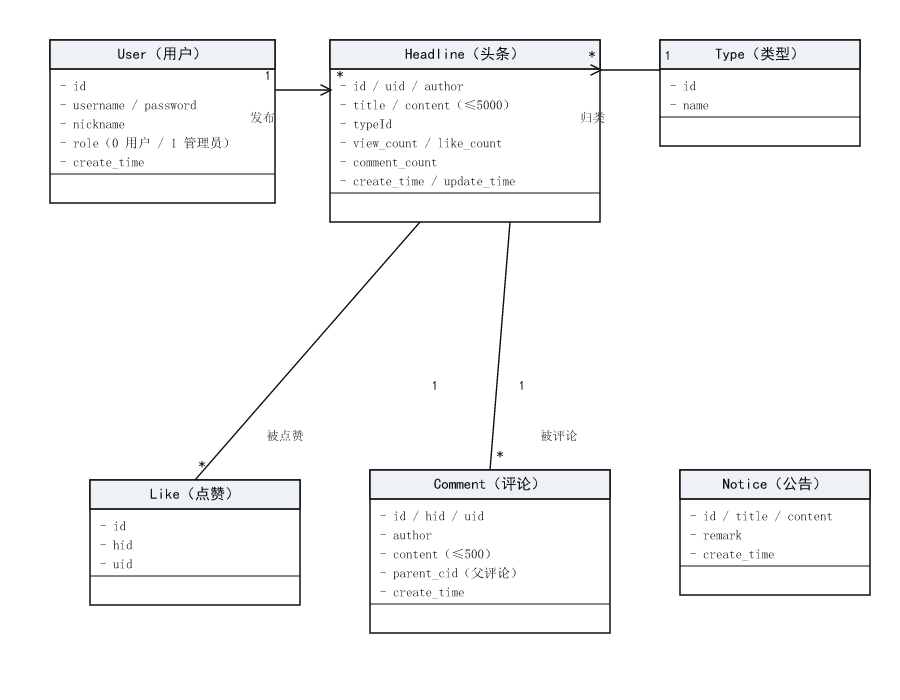 User（用户）
- id
- username / password
- nickname
- role（0 用户 / 1 管理员）
- create_time
1
发布
*
Headline（头条）
- id / uid / author
- title / content（≤5000）
- typeId
- view_count / like_count
- comment_count
- create_time / update_time
*
归类
1
Type（类型）
- id
- name
1
1
被点赞
被评论
*
*
Like（点赞）
- id
- hid
- uid
Comment（评论）
- id / hid / uid
- author
- content（≤500）
- parent_cid（父评论）
- create_time
Notice（公告）
- id / title / content
- remark
- create_time